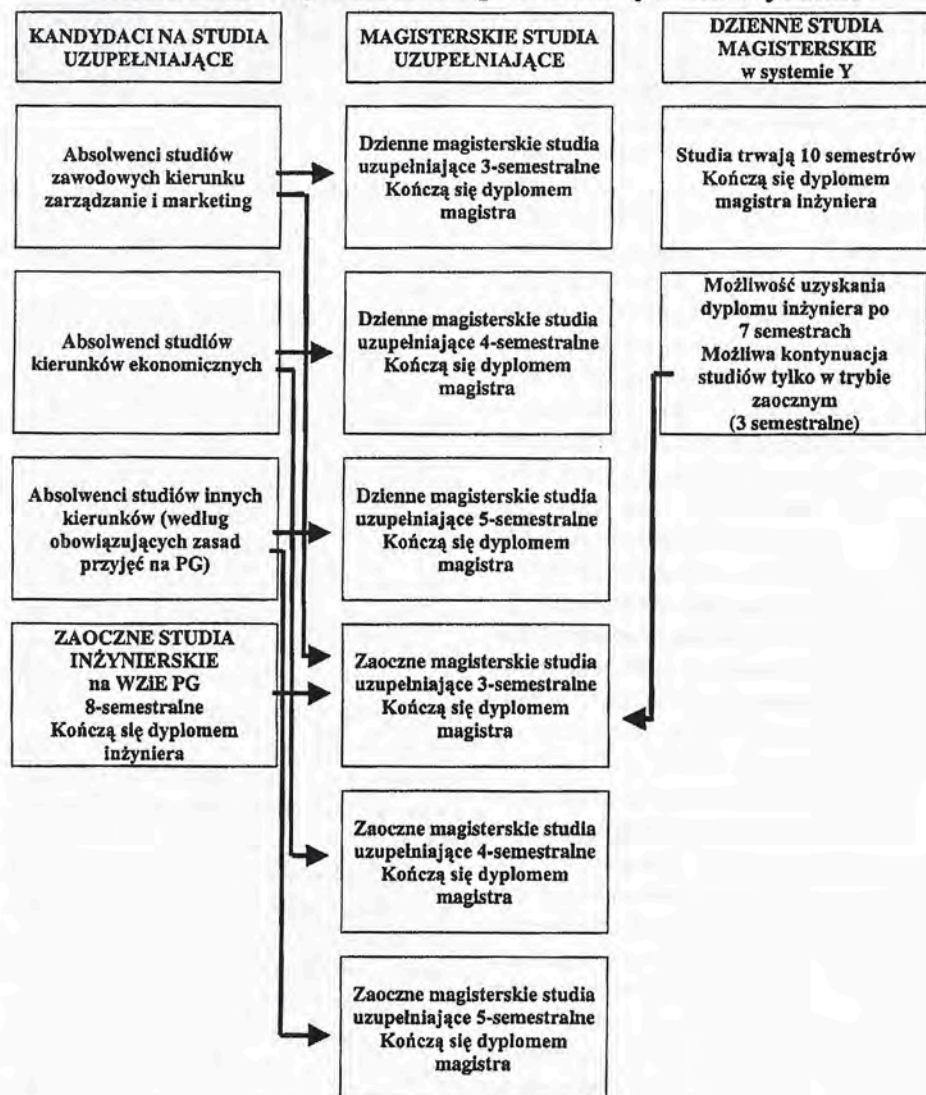 KANDYDACI NA STUDIA
UZUPEŁNIAJĄCE
MAGISTERSKIE STUDIA
UZUPEŁNIAJĄCE
DZIENNE STUDIA
MAGISTERSKIE
w systemie Y
Absolwenci studiów
zawodowych kierunku
zarządzanie i marketing
Dzienne magisterskie studia
uzupełniające 3-semestralne
Kończą się dyplomem
magistra
Studia trwają 10 semestrów
Kończą się dyplomem
magistra inżyniera
Absolwenci studiów
kierunków ekonomicznych
Dzienne magisterskie studia
uzupełniające 4-semestralne
Kończą się dyplomem
magistra
Możliwość uzyskania
dyplomu inżyniera po
7 semestrach
Możliwa kontynuacja
studiów tylko w trybie
zaocznym
(3 semestralne)
Absolwenci studiów innych
kierunków (według
obowiązujących zasad
przyjęć na PG)
Dzienne magisterskie studia
uzupełniające 5-semestralne
Kończą się dyplomem
magistra
ZAOCZNE STUDIA
INŻYNIERSKIE
na WZiE PG
8-semestralne
Kończą się dyplomem
inżyniera
Zaoczne magisterskie studia
uzupełniające 3-semestralne
Kończą się dyplomem
magistra
Zaoczne magisterskie studia
uzupełniające 4-semestralne
Kończą się dyplomem
magistra
Zaoczne magisterskie studia
uzupełniające 5-semestralne
Kończą się dyplomem
magistra